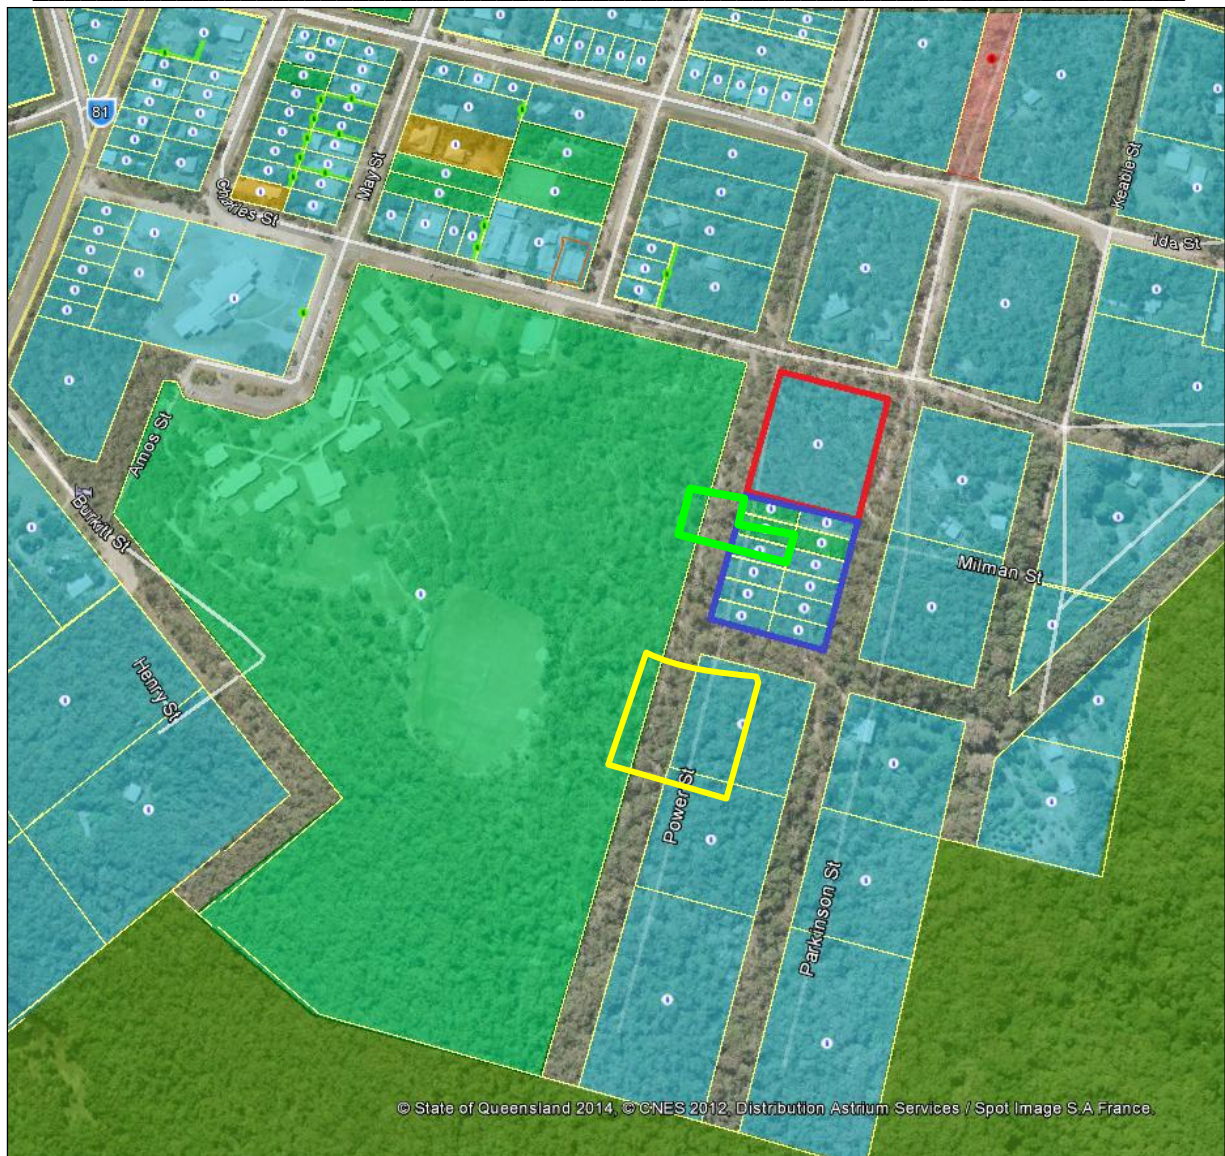 81
May St
Charles St
Keable St
Ida St
Amos St
Burkitt St
Milman St
Henry St
Power St
Parkinson St
© State of Queensland 2014, © CNES 2012, Distribution Astrium Services / Spot Image S.A France.